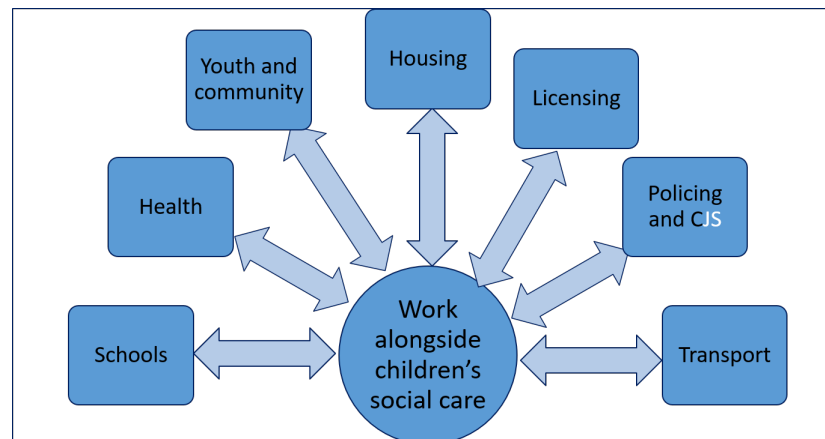 Housing
Youth and
community
Licensing
Health
Policing
and CJS
Schools
Work
alongside
children's
social care
Transport